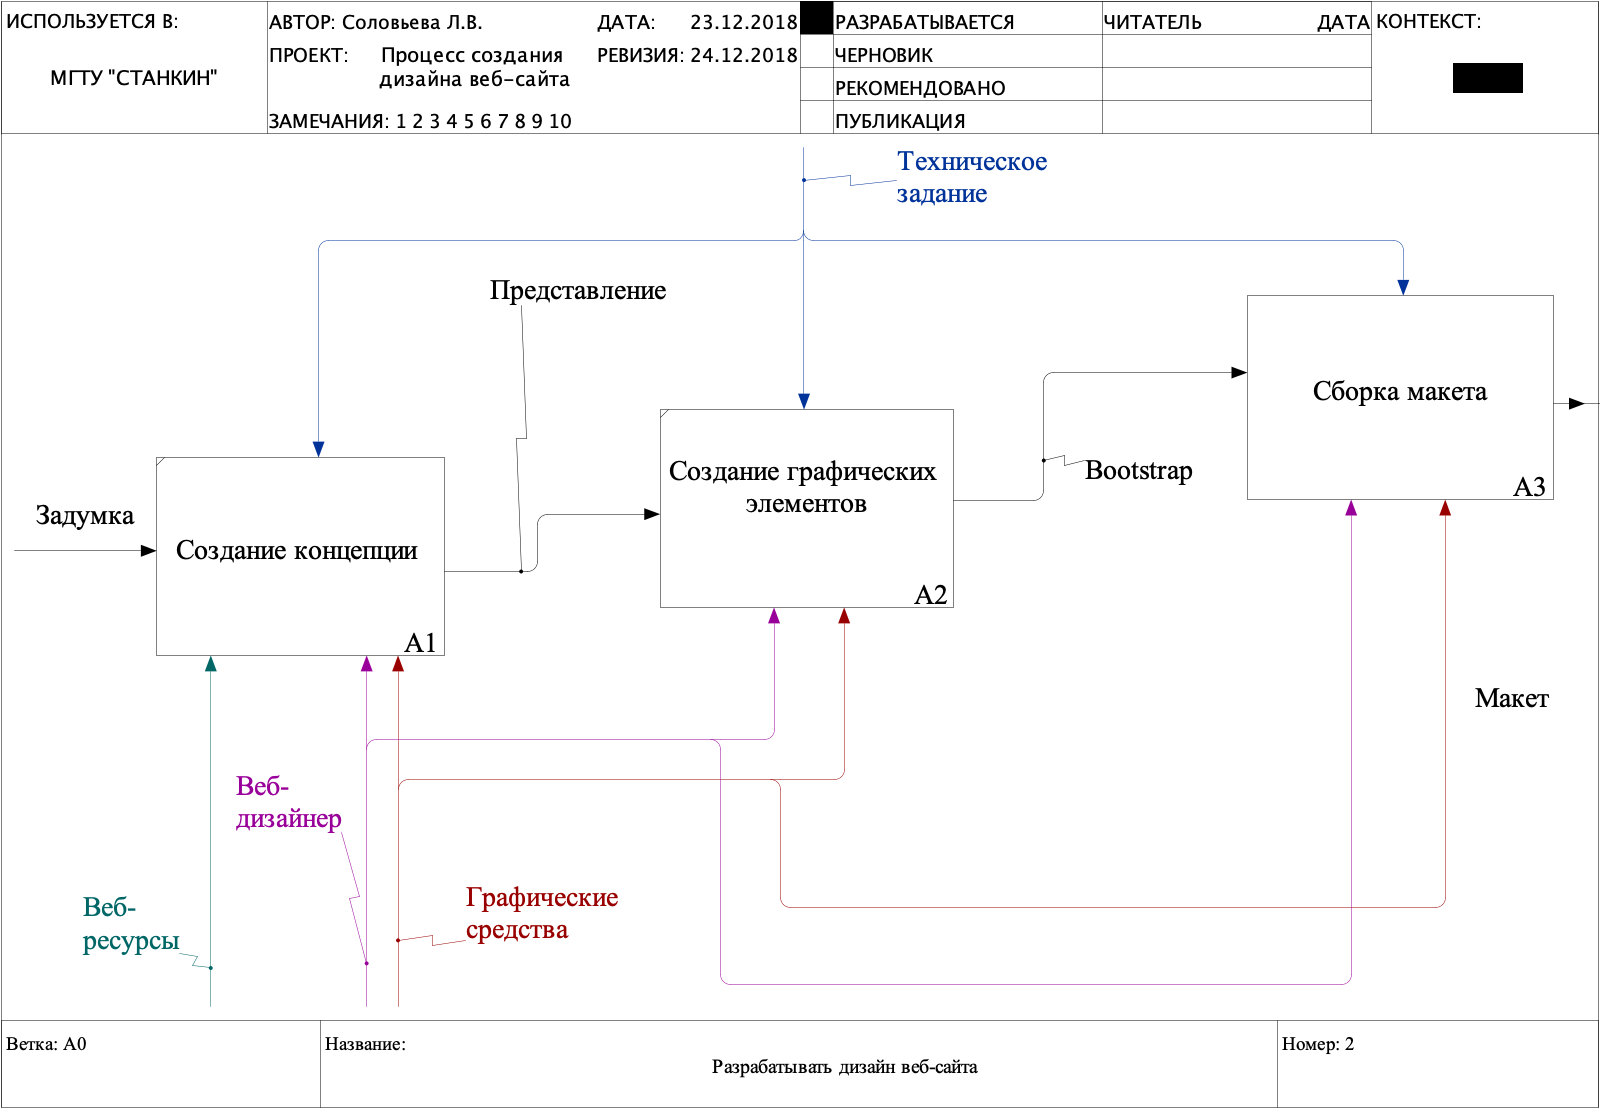 ИСПОЛЬЗУЕТСЯ В:
МГТУ "СТАНКИН"
АВТОР: Соловьева Л.В.
ДАТА: 23.12.2018
ПРОЕКТ: Процесс создания
дизайна веб-сайта
РЕВИЗИЯ: 24.12.2018
ЗАМЕЧАНИЯ: 1 2 3 4 5 6 7 8 9 10
РАЗРАБАТЫВАЕТСЯ
ЧЕРНОВИК
РЕКОМЕНДОВАНО
ПУБЛИКАЦИЯ
ЧИТАТЕЛЬ
ДАТА
КОНТЕКСТ:
Техническое
задание
Представление
Сборка макета
A3
Создание графических
элементов
A2
Bootstrap
Задумка
Создание концепции
A1
Макет
Веб-
дизайнер
Графические
средства
Веб-
ресурсы
Ветка: A0
Название:
Разрабатывать дизайн веб-сайта
Номер: 2